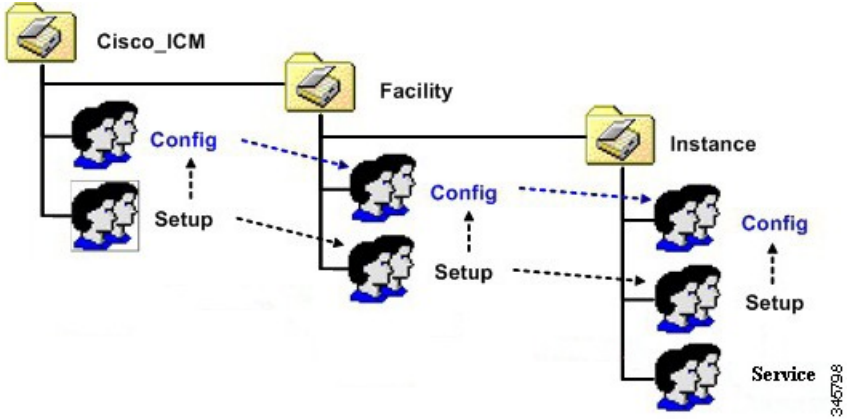 Cisco_ICM
Facility
Config
Instance
Config
Setup
Config
Setup
Setup
Service
345798